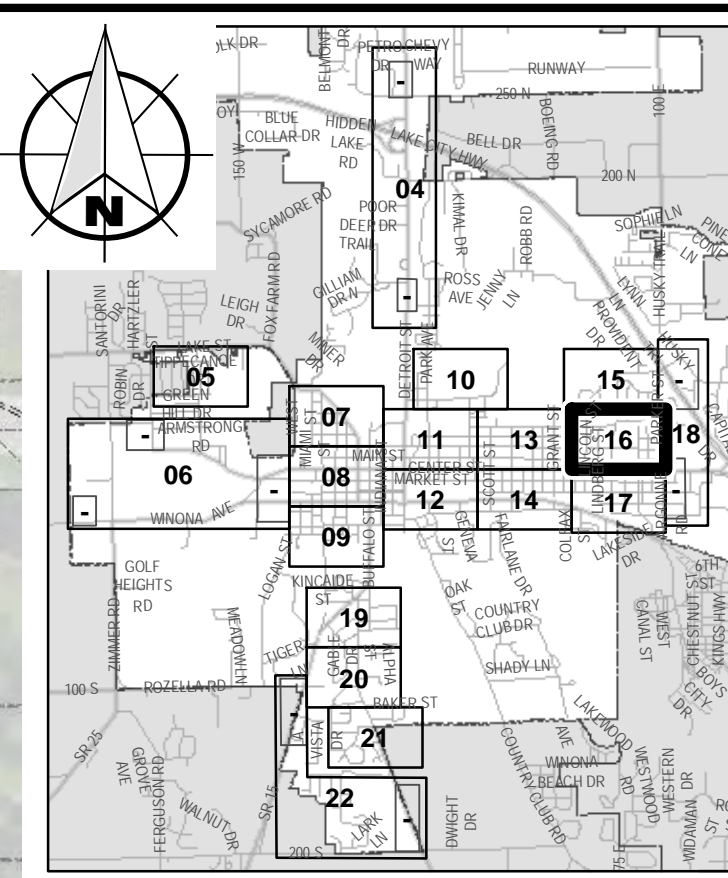 N
PETRO DR
CHEVY WAY
BELMONT DR
RUNWAY
250 N
100 E
BLUE COLLAR DR
HIDDEN LAKE RD
LAKE CITY HWY
BELL DR
BOEING RD
200 N
150 W
04
SYCAMORE RD
POOR DEER DR
TRAIL
KIMAL DR
ROBB RD
SOPHIE LN
HUSKY TRAIL
FOX FARM RD
GILLIAM DR N
ROSS AVE
JENNY LN
LYNN LN
SANTORINI DR
HARTZLER ST
LEIGH DR
MINER DR
DETROIT ST
PARK AVE
PROVIDENT DR
LAKE ST
TIPPECANOE
05
ROBIN DR
GREEN HILL DR
ARMSTRONG RD
10
15
07
MIAMI ST
11
13
GRANT ST
LINCOLN ST
LINDBERG ST
16
PARKER ST
18
MAIN ST
CENTER ST
MARKET ST
INDIANA ST
SCOTT ST
06
08
12
14
17
WINONA AVE
09
BUFFALO ST
GENEVA ST
FAIRLANE DR
COLFAX ST
LAKESIDE DR
ARGONNE RD
LOGAN ST
GOLF HEIGHTS RD
KINCAIDE ST
ZIMMER RD
MEADOW LN
OAK ST
COUNTRY CLUB DR
6TH ST
CHESTNUT ST
KINGS HWY
WEST CANAL ST
BOYS CITY DR
19
TIGER LN
GABLE DR
ALPHA ST
SHADY LN
20
100 S
ROZELLA RD
BAKER ST
LAKEWOOD AVE
21
VISTA DR
SR 25
GROVE AVE
FERGUSON RD
WALNUT DR
SR 15
22
LARK LN
200 S
DWIGHT DR
COUNTRY CLUB RD
WINONA BEACH DR
WESTWOOD RD
WESTERN DR
WIDAMAN DR